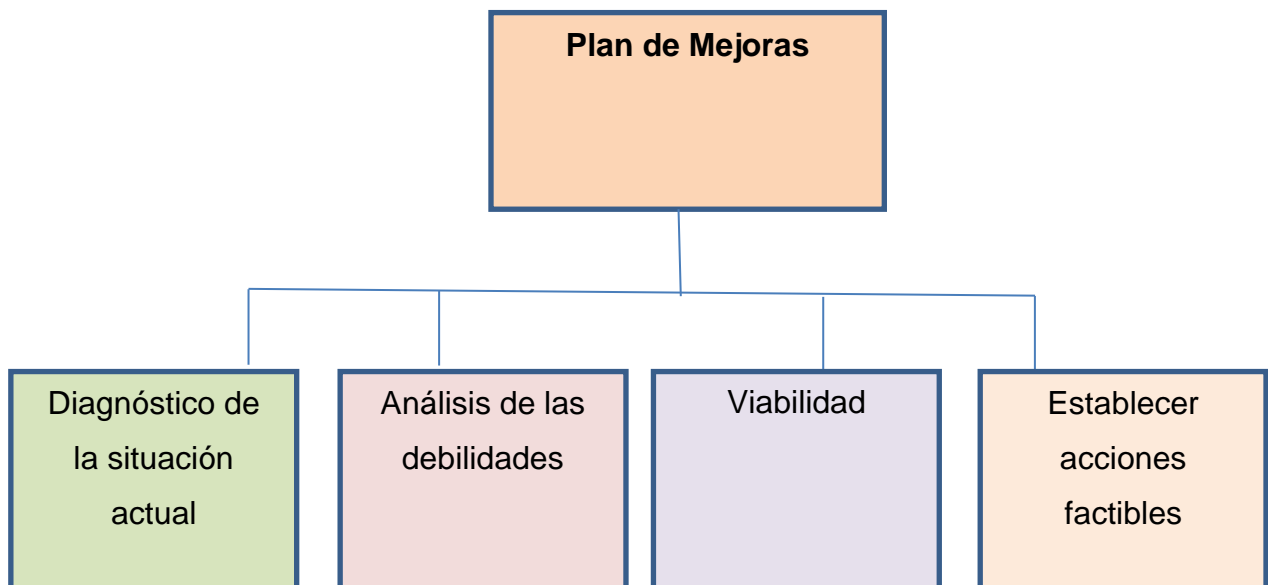 Plan de Mejoras
Diagnóstico de
la situación
actual
Análisis de las
debilidades
Viabilidad
Establecer
acciones
factibles